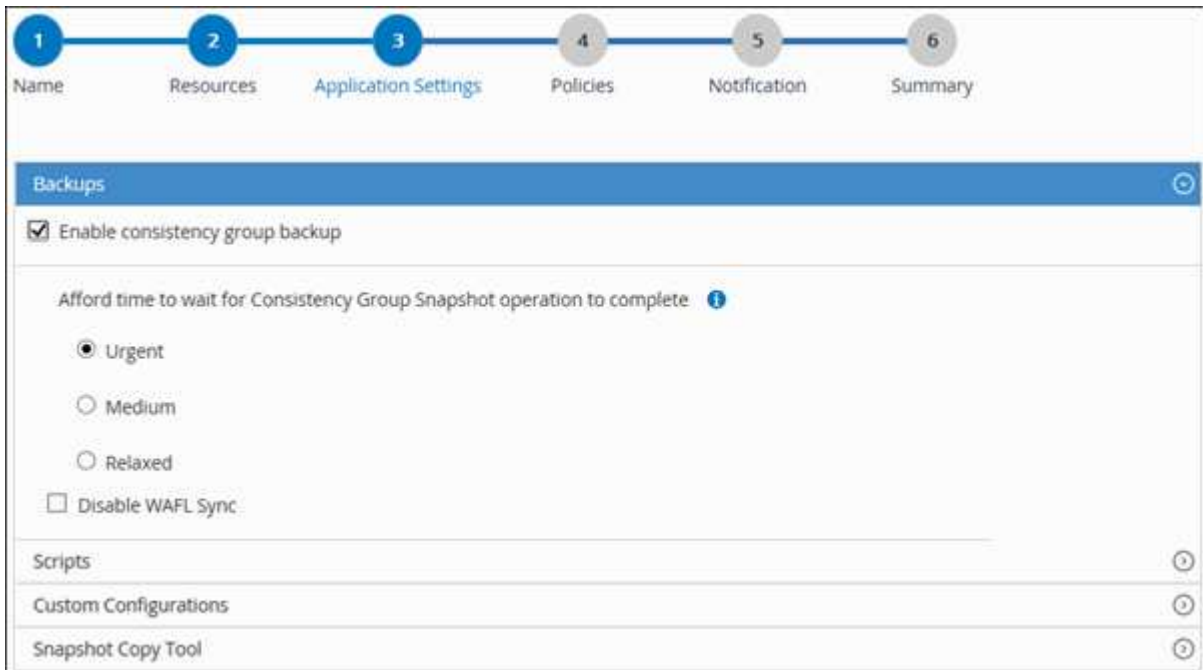 1 2 3 4 5 6
Name Resources Application Settings Policies Notification Summary
Backups
Enable consistency group backup
Afford time to wait for Consistency Group Snapshot operation to complete i
Urgent
Medium
Relaxed
Disable WAFL Sync
Scripts
Custom Configurations
Snapshot Copy Tool